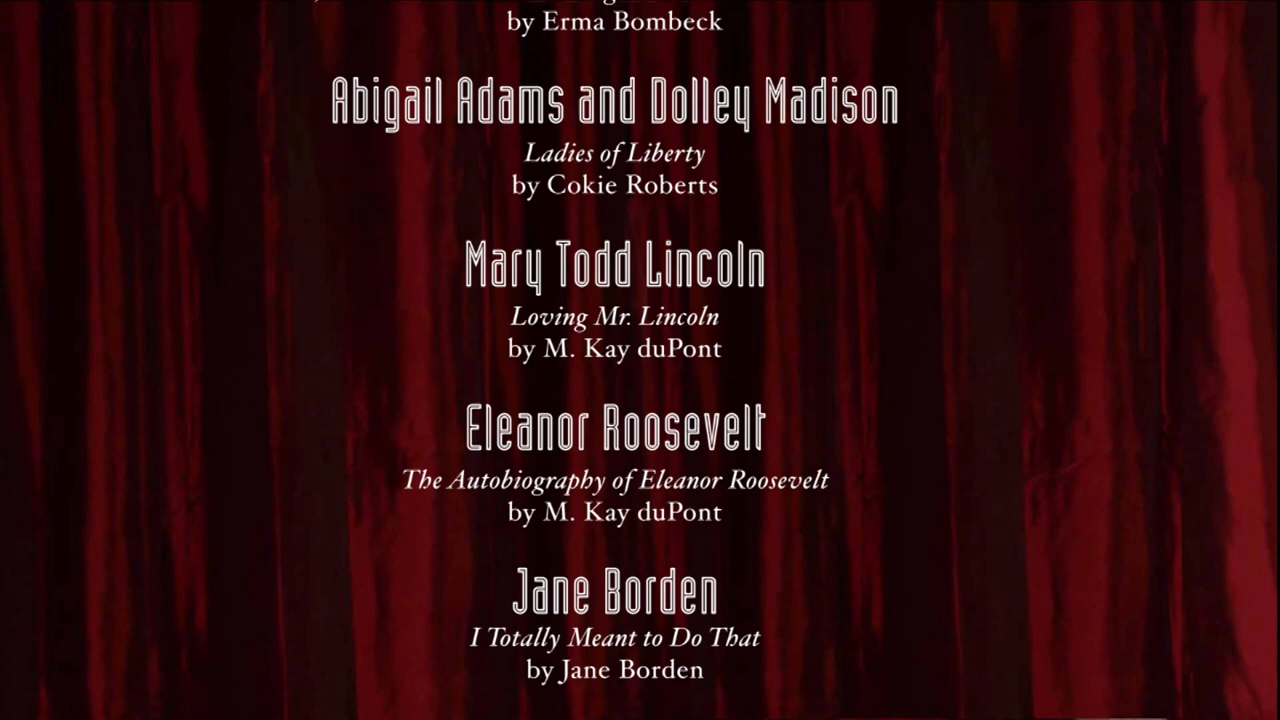 by Erma Bombeck
Abigail Adams and Dolley Madison
Ladies of Liberty
by Cokie Roberts
Mary Todd Lincoln
Loving Mr. Lincoln
by M. Kay duPont
Eleanor Roosevelt
The Autobiography of Eleanor Roosevelt
by M. Kay duPont
Jane Borden
I Totally Meant to Do That
by Jane Borden